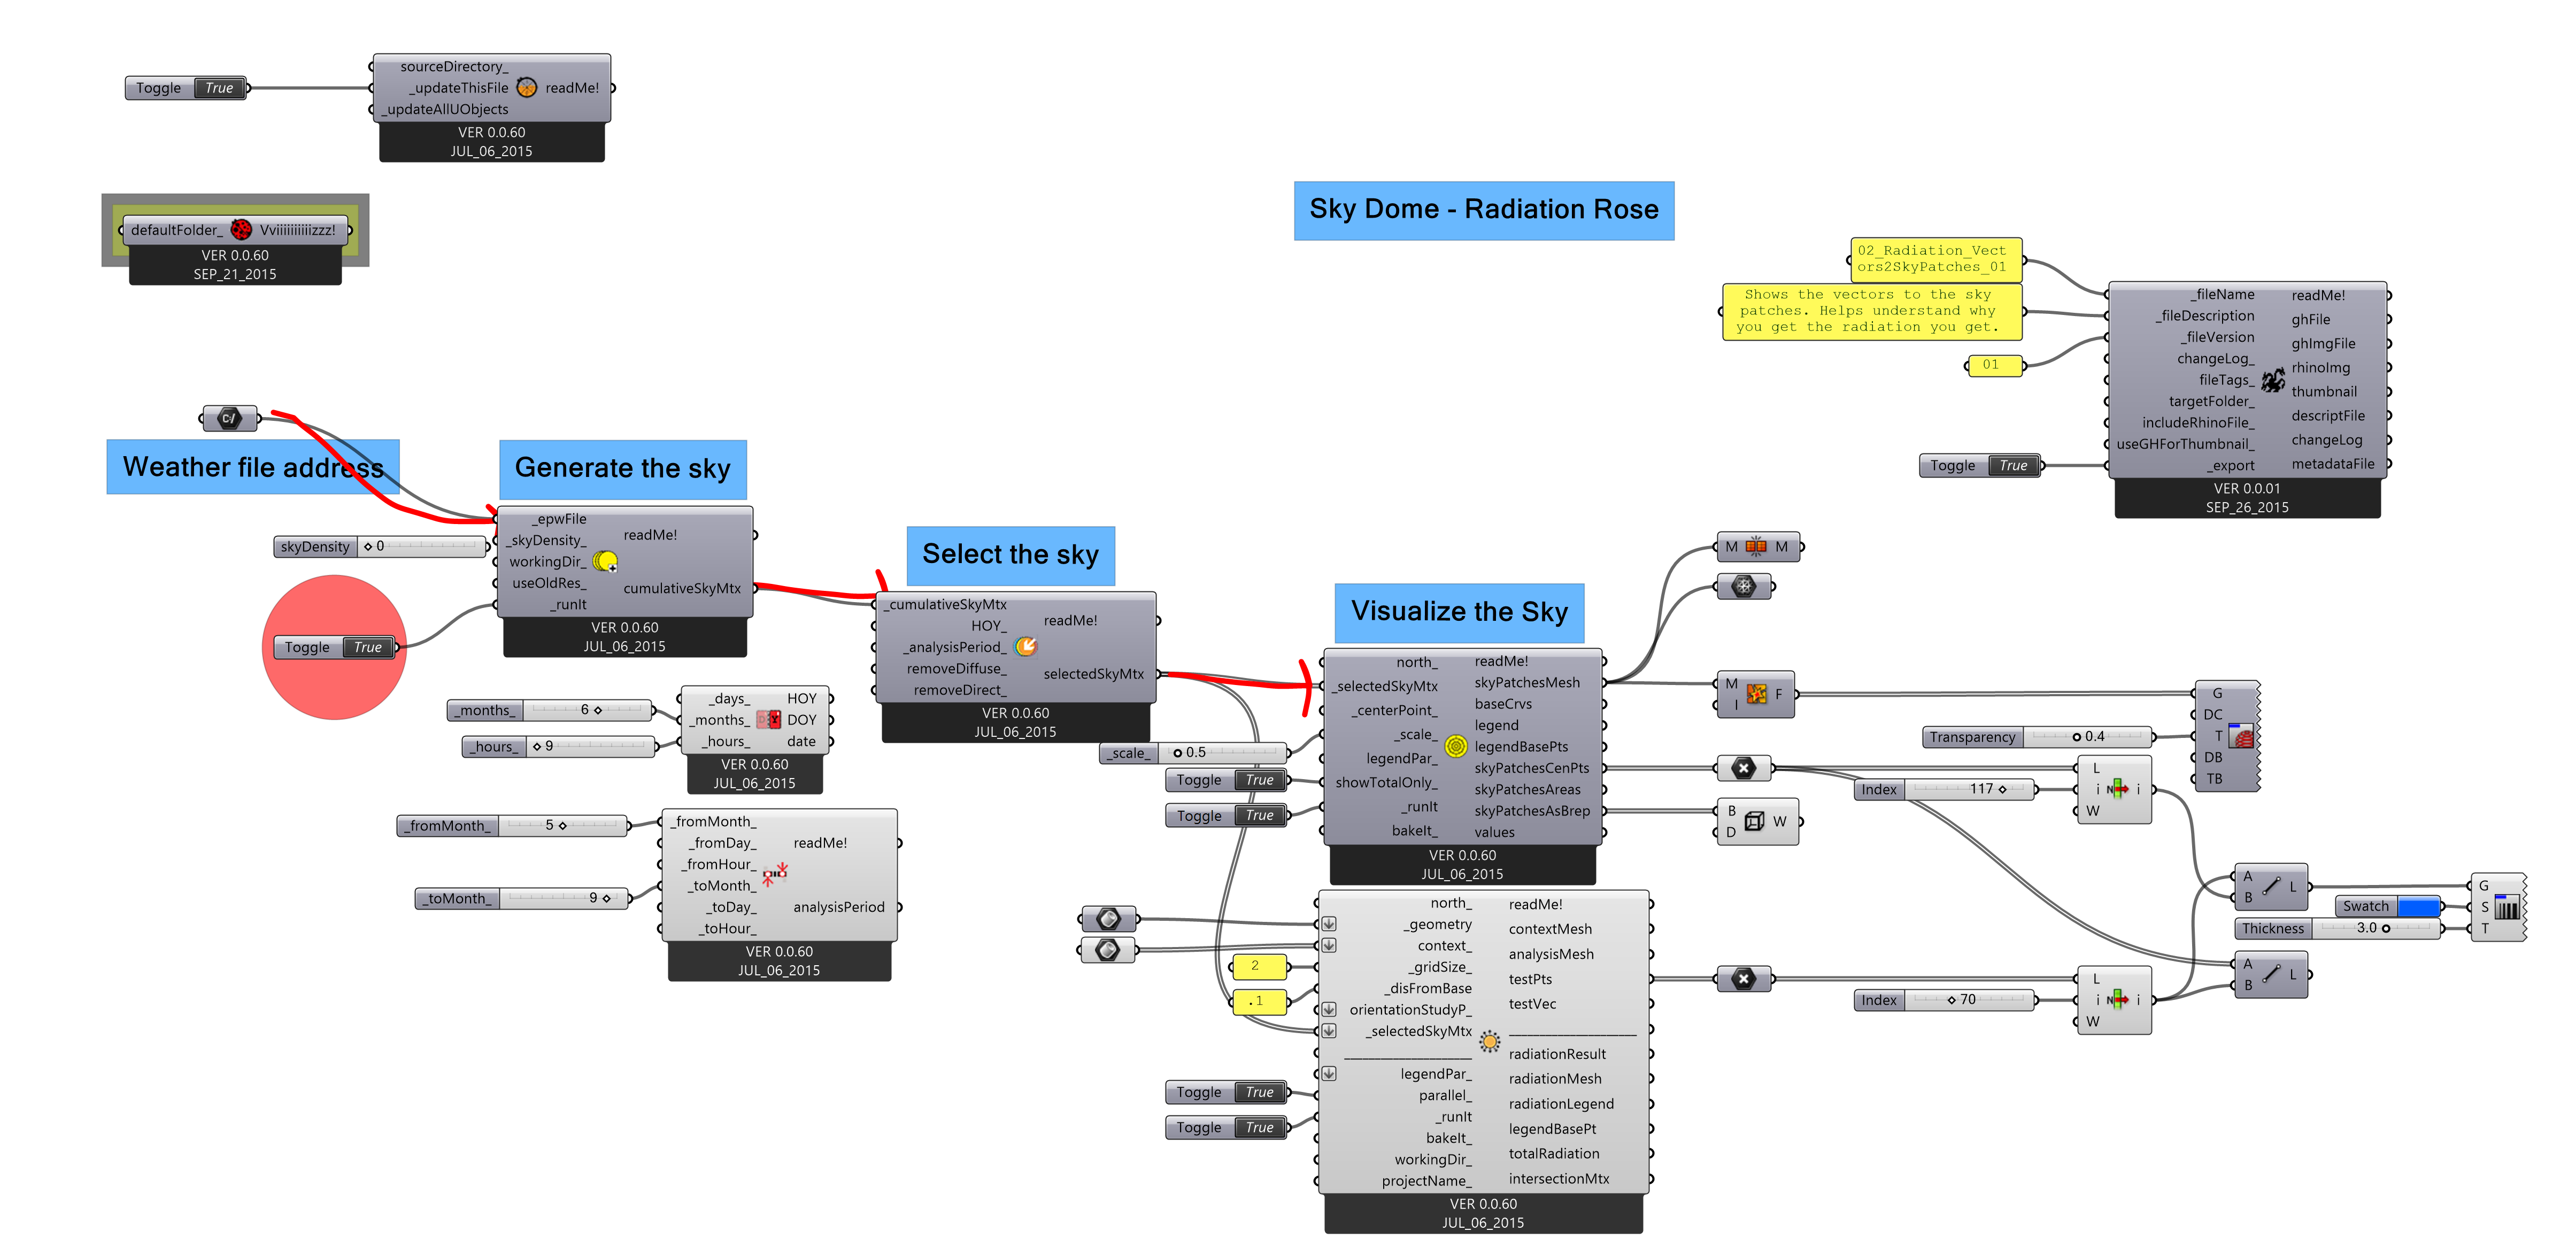 sourceDirectory_
Toggle True
_updateThisFile
readMe!
_updateAllUObjects
VER 0.0.60
JUL_06_2015
defaultFolder_
Vviiiiiiiiiizzz!
VER 0.0.60
SEP_21_2015
Sky Dome - Radiation Rose
02_Radiation_Vect
ors2SkyPatches_01
Shows the vectors to the sky
patches. Helps understand why
you get the radiation you get.
01
Toggle True
_fileName
_fileDescription
_fileVersion
changeLog_
fileTags_
targetFolder_
includeRhinoFile_
useGHForThumbnail_
_export
readMe!
ghFile
ghImgFile
rhinoImg
thumbnail
descriptFile
changeLog
metadataFile
VER 0.0.01
SEP_26_2015
C:/
Weather file address
Generate the sky
skyDensity 0
Toggle True
_epwFile
_skyDensity_
workingDir_
useOldRes_
_runIt
readMe!
cumulativeSkyMtx
VER 0.0.60
JUL_06_2015
Select the sky
_cumulativeSkyMtx
HOY_
_analysisPeriod_
removeDiffuse_
removeDirect_
readMe!
selectedSkyMtx
VER 0.0.60
JUL_06_2015
_months_ 6
_hours_ 9
_days_
_months_
_hours_
HOY
DOY
date
VER 0.0.60
JUL_06_2015
_fromMonth_ 5
_toMonth_ 9
_fromMonth_
_fromDay_
_fromHour_
_toMonth_
_toDay_
_toHour_
readMe!
analysisPeriod
VER 0.0.60
JUL_06_2015
Visualize the Sky
_scale_ 0.5
Toggle True
Toggle True
north_
_selectedSkyMtx
_centerPoint_
_scale_
legendPar_
showTotalOnly_
_runIt
bakeIt_
readMe!
skyPatchesMesh
baseCrvs
legend
legendBasePts
skyPatchesCenPts
skyPatchesAreas
skyPatchesAsBrep
values
VER 0.0.60
JUL_06_2015
2
.1
Toggle True
Toggle True
north_
_geometry
context_
_gridSize_
_disFromBase
orientationStudyP_
_selectedSkyMtx
____________________
legendPar_
parallel_
_runIt
bakeIt_
workingDir_
projectName_
readMe!
contextMesh
analysisMesh
testPts
testVec
____________________
radiationResult
radiationMesh
radiationLegend
legendBasePt
totalRadiation
intersectionMtx
VER 0.0.60
JUL_06_2015
M M
M
I
F
B
D
W
Transparency 0.4
G
DC
T
DB
TB
Index 117
L
i
W
i
Index 70
L
i
W
i
A
B
L
A
B
L
Swatch
Thickness 3.0
G
S
T